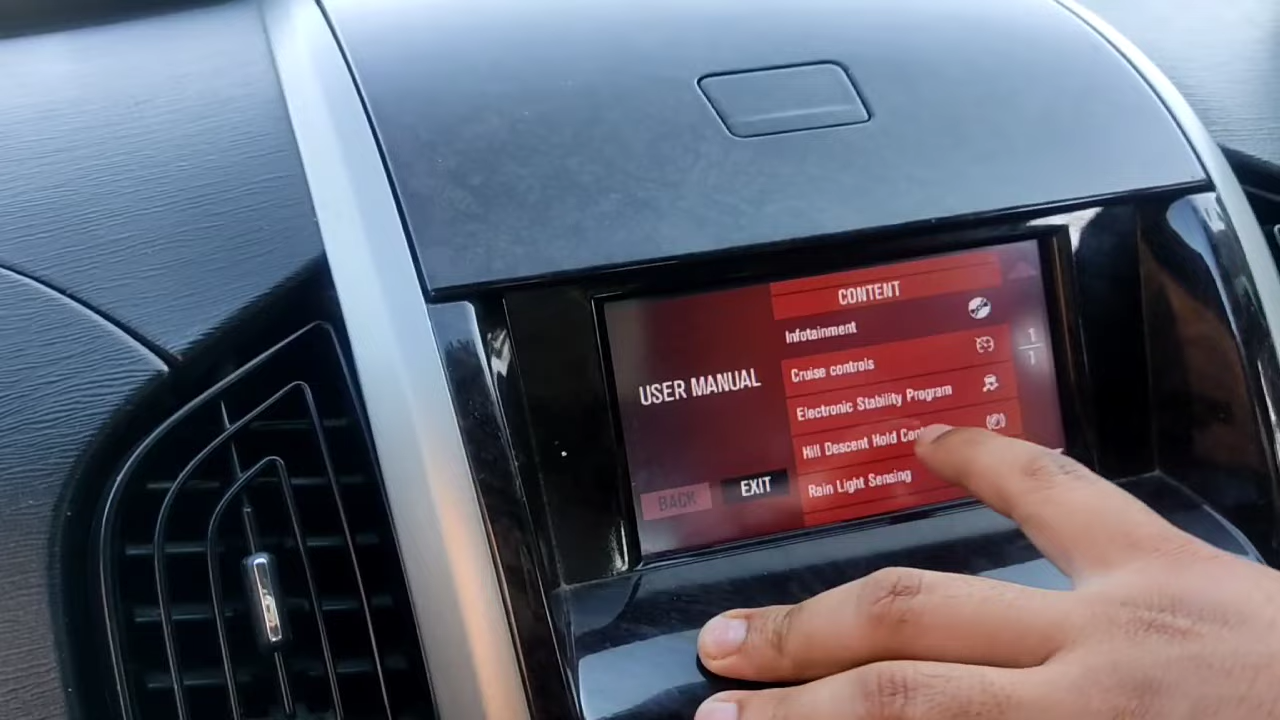 CONTENT
Infotainment
Cruise controls
Electronic Stability Program
Hill Descent Hold
Rain Light Sensing
USER MANUAL
BACK
EXIT
1
1